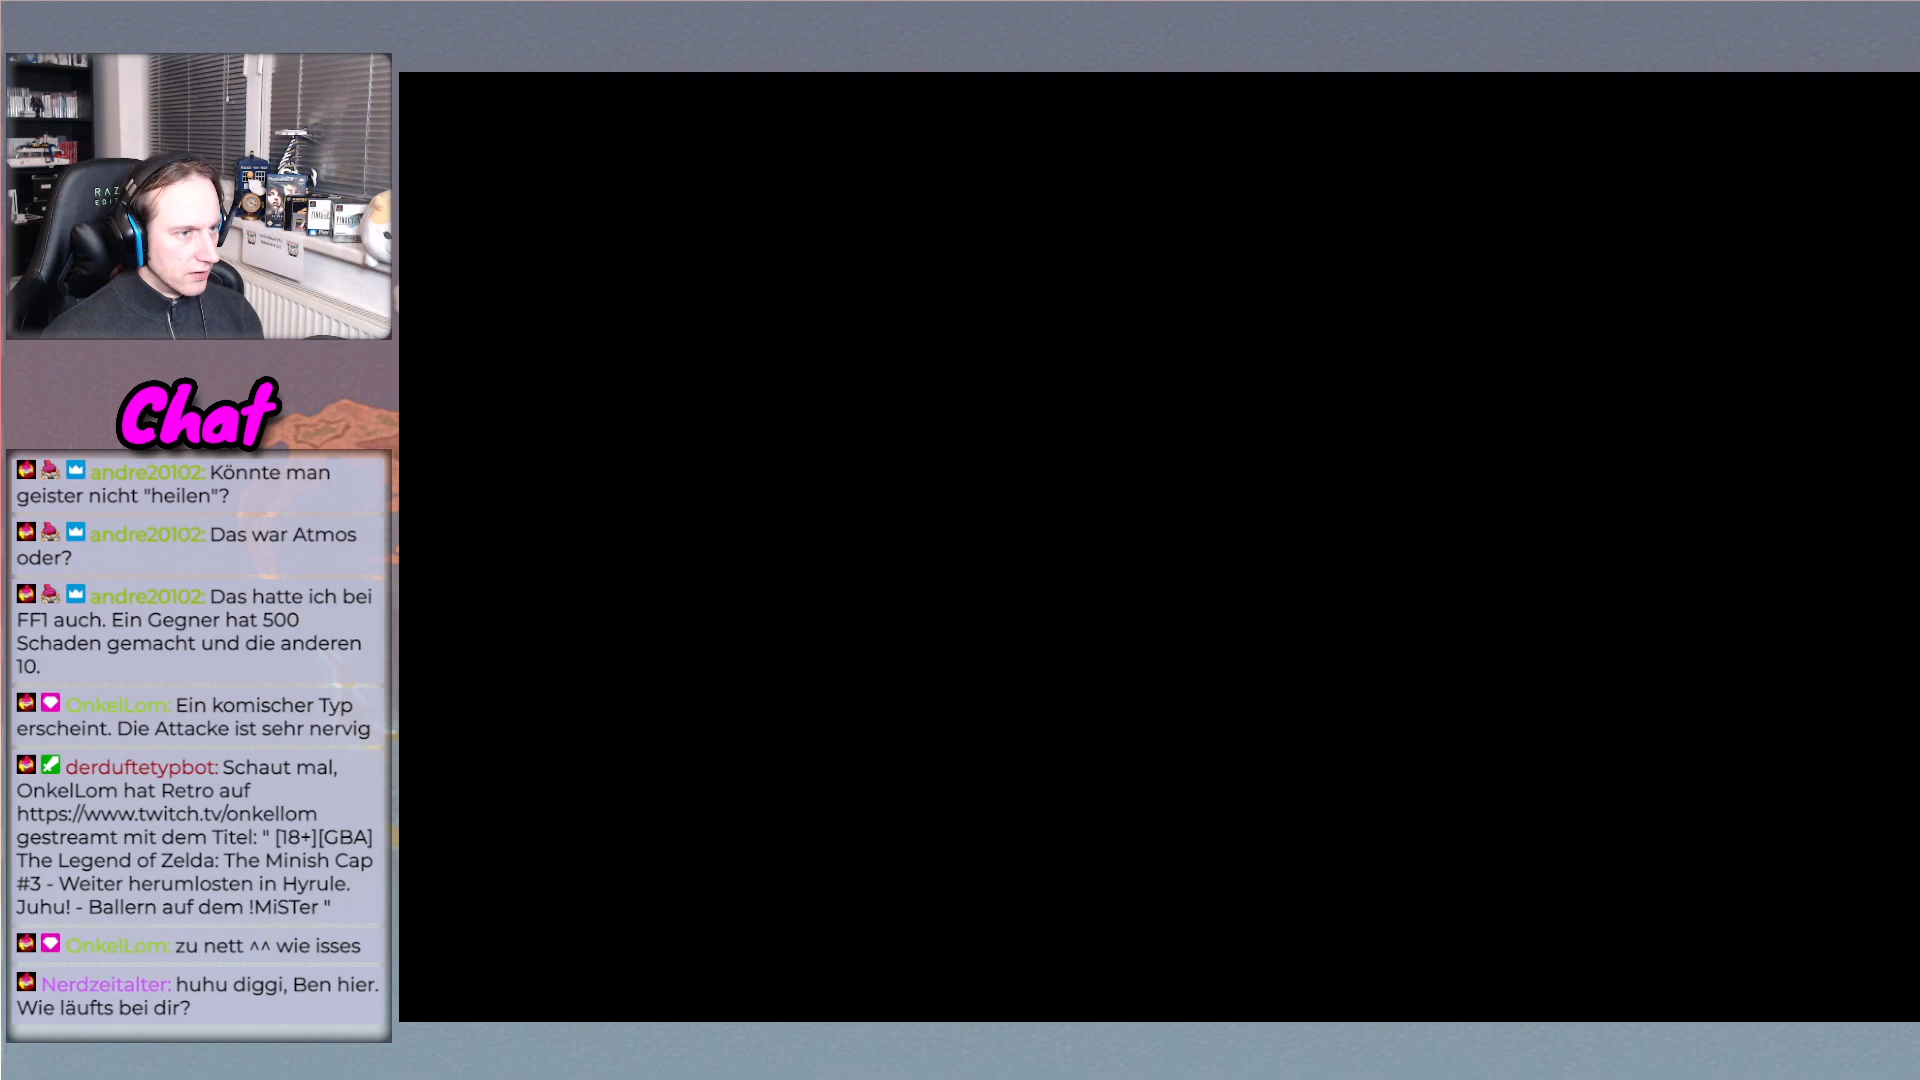 RAZ
EDIT
Chat
andre20102: Könnte man
geister nicht "heilen"?
andre20102: Das war Atmos
oder?
andre20102: Das hatte ich bei
FF1 auch. Ein Gegner hat 500
Schaden gemacht und die anderen
10.
OnkelLom: Ein komischer Typ
erscheint. Die Attacke ist sehr nervig
derduftetypbot: Schaut mal,
OnkelLom hat Retro auf
https://www.twitch.tv/onkellom
gestreamt mit dem Titel: " [18+][GBA]
The Legend of Zelda: The Minish Cap
#3 - Weiter herumlosten in Hyrule.
Juhu! - Ballern auf dem !MiSTer "
OnkelLom: zu nett ^^ wie isses
Nerdzeitalter: huhu diggi, Ben hier.
Wie läufts bei dir?